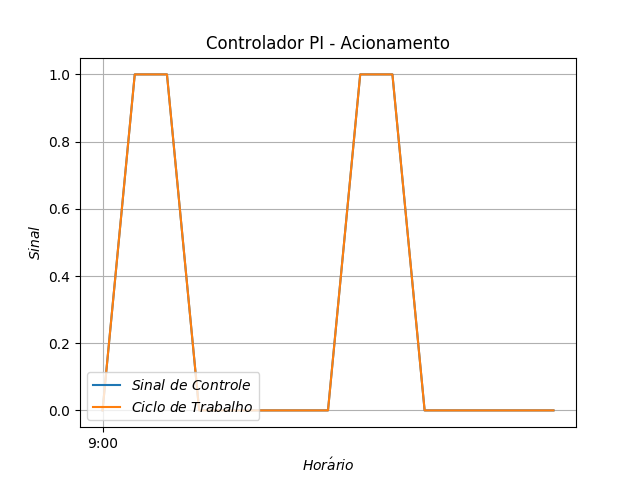 Controlador PI - Acionamento
1.0
0.8
0.6
0.4
0.2
0.0
Sinal
Sinal de Controle
Ciclo de Trabalho
9:00
Horário